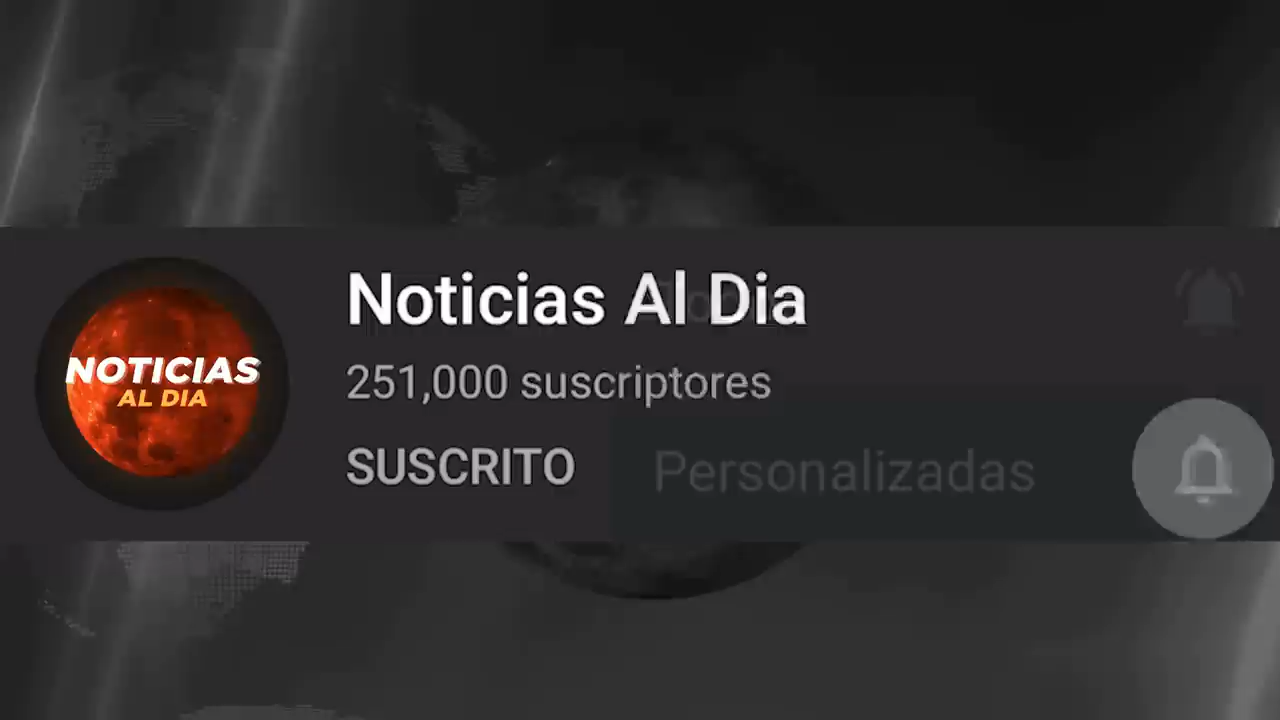 NOTICIAS
AL DIA
Noticias Al Dia
251,000 suscriptores
SUSCRITO
Personalizadas